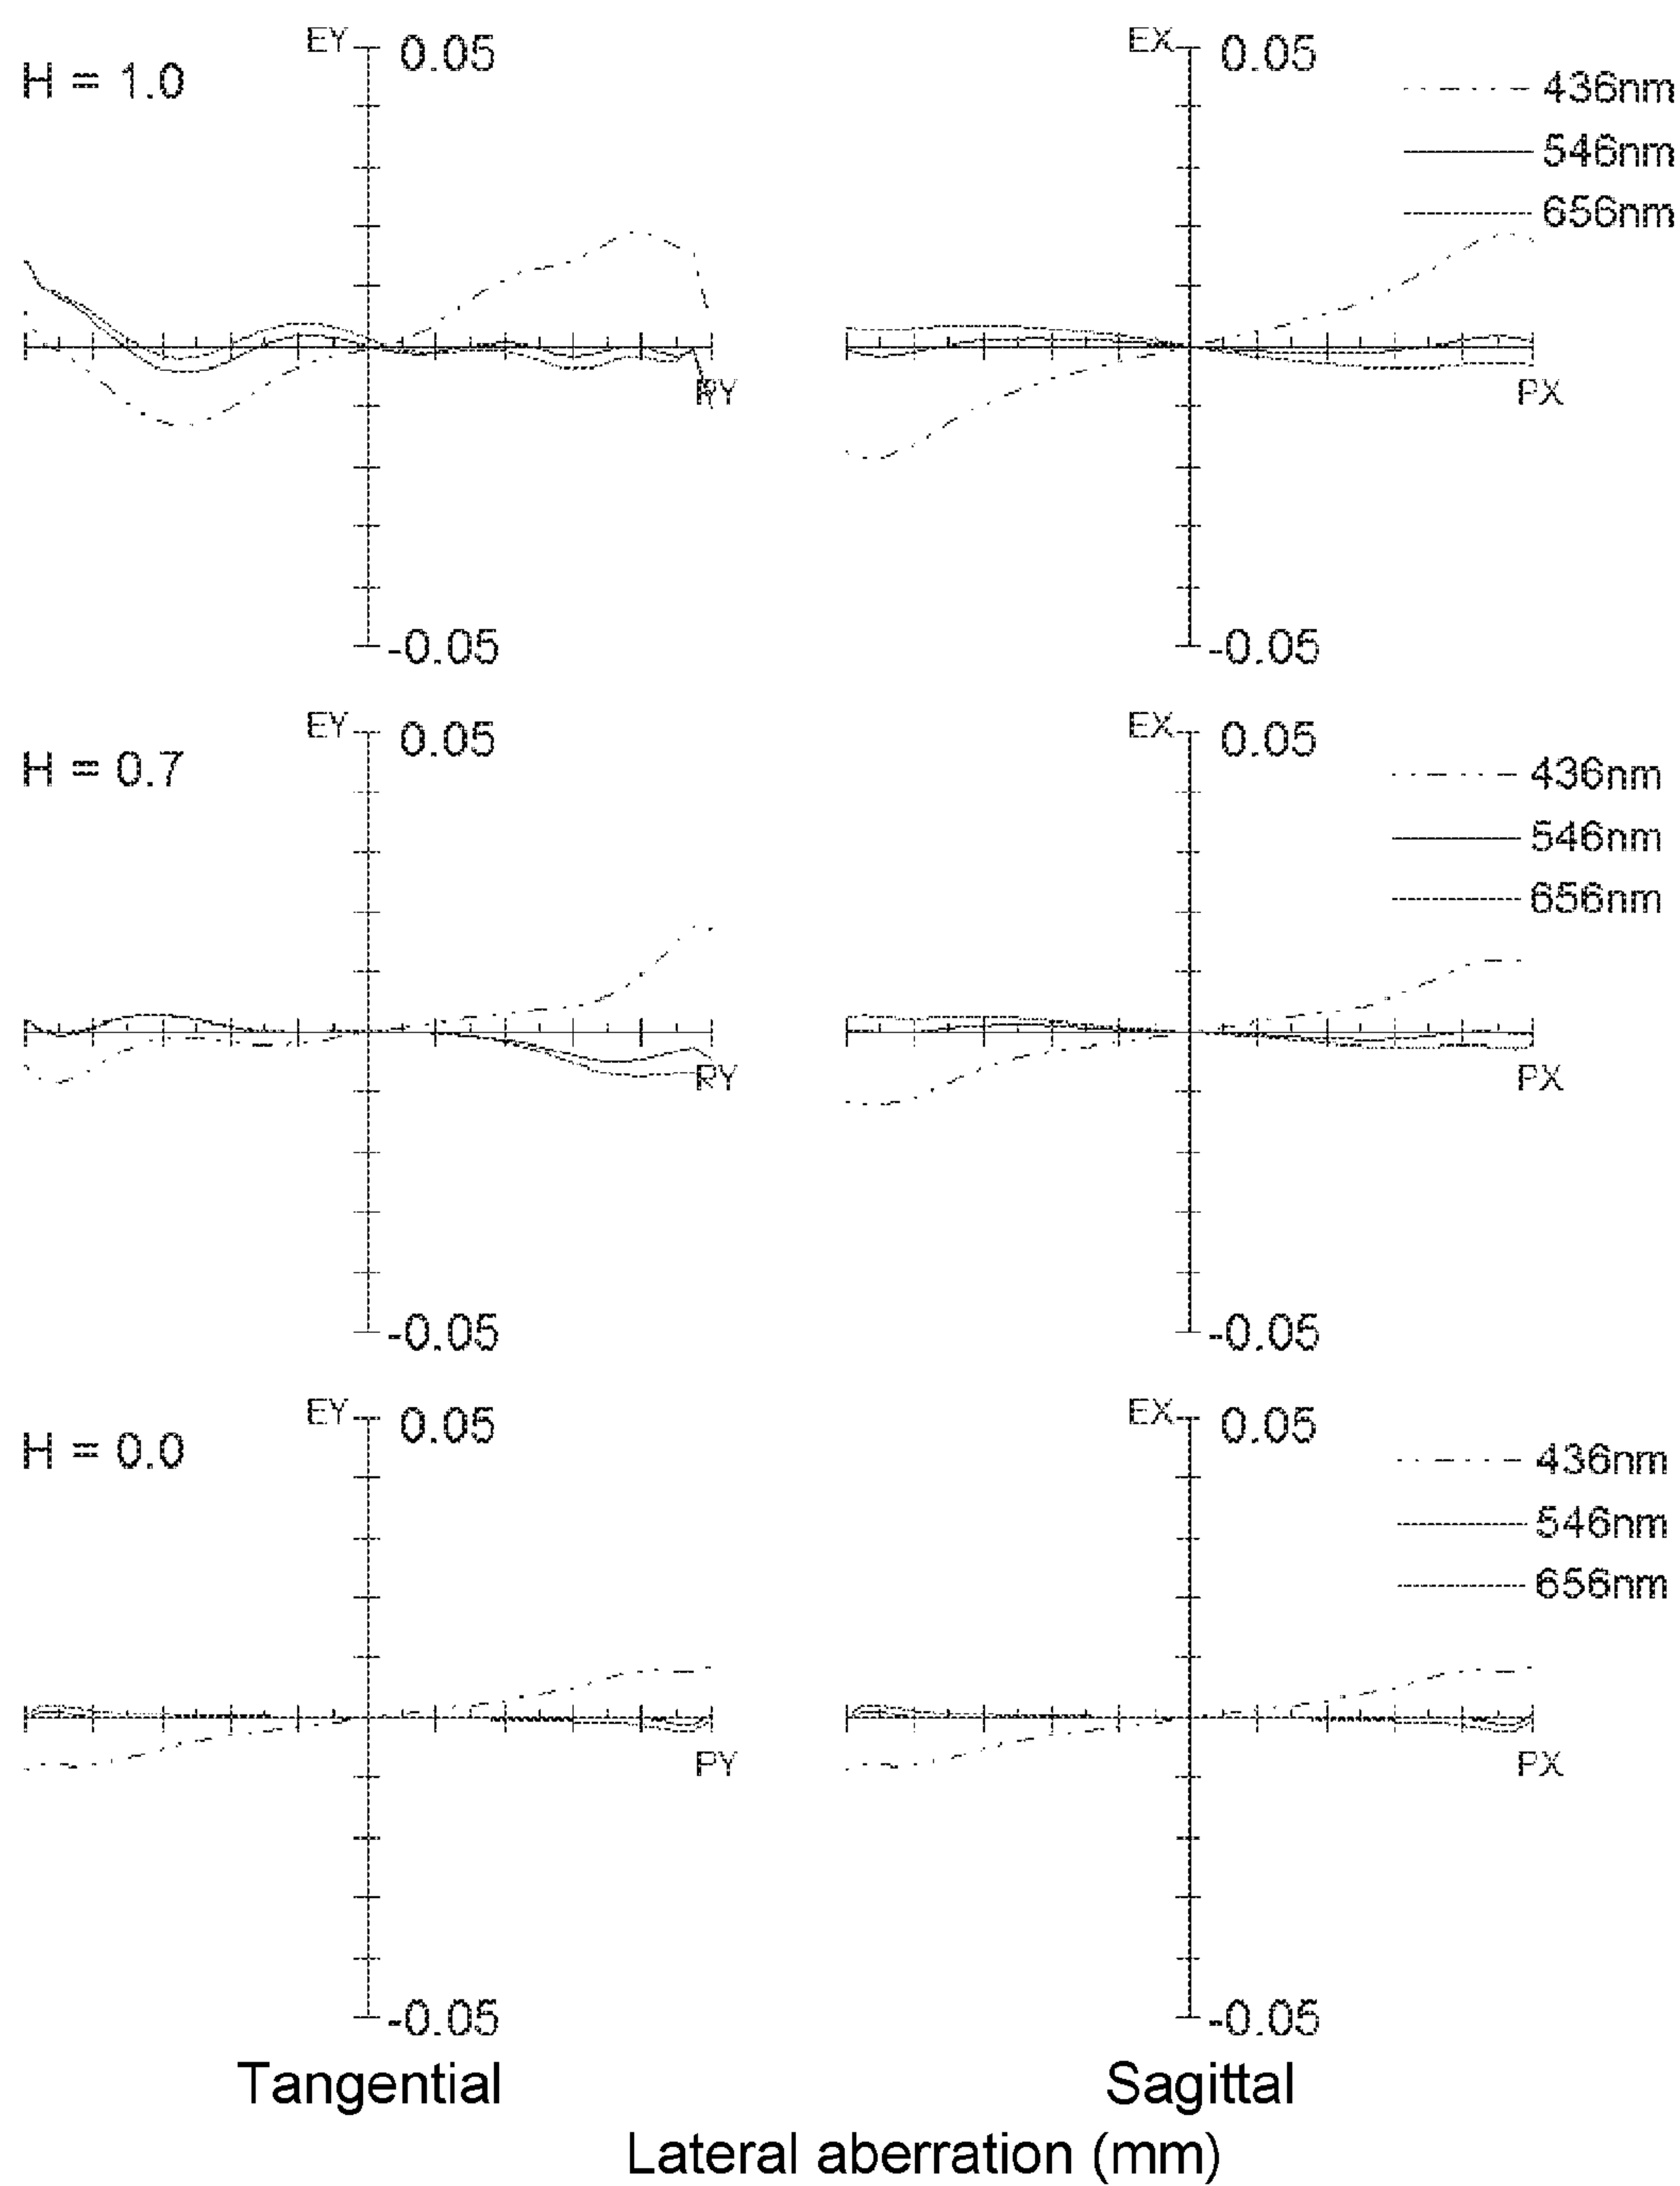 EY 0.05 EX 0.05
H = 1.0 436nm
546nm
656nm
PY PX
-0.05 -0.05
EY 0.05 EX 0.05
H = 0.7 436nm
546nm
656nm
PY PX
-0.05 -0.05
EY 0.05 EX 0.05
H = 0.0 436nm
546nm
656nm
PY PX
-0.05 -0.05
Tangential Sagittal
Lateral aberration (mm)